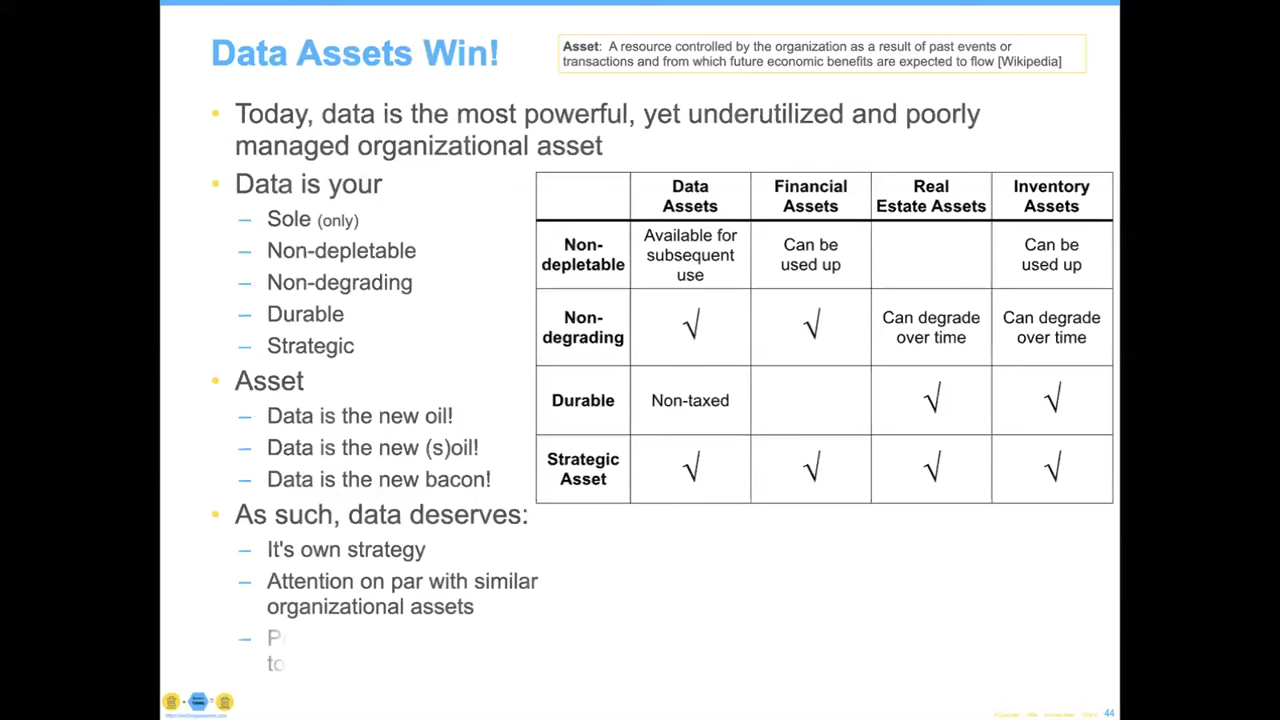 Data Assets Win!
Asset: A resource controlled by the organization as a result of past events or
transactions and from which future economic benefits are expected to flow [Wikipedia]
• Today, data is the most powerful, yet underutilized and poorly
managed organizational asset
• Data is your
– Sole (only)
– Non-depletable
– Non-degrading
– Durable
– Strategic
• Asset
– Data is the new oil!
– Data is the new (s)oil!
– Data is the new bacon!
• As such, data deserves:
– It's own strategy
– Attention on par with similar
organizational assets
– P
to
Data Assets | Financial Assets | Real Estate Assets | Inventory Assets
Non-depletable | Available for subsequent use | Can be used up | | Can be used up
Non-degrading | √ | √ | Can degrade over time | Can degrade over time
Durable | Non-taxed | | √ | √
Strategic Asset | √ | √ | √ | √
44